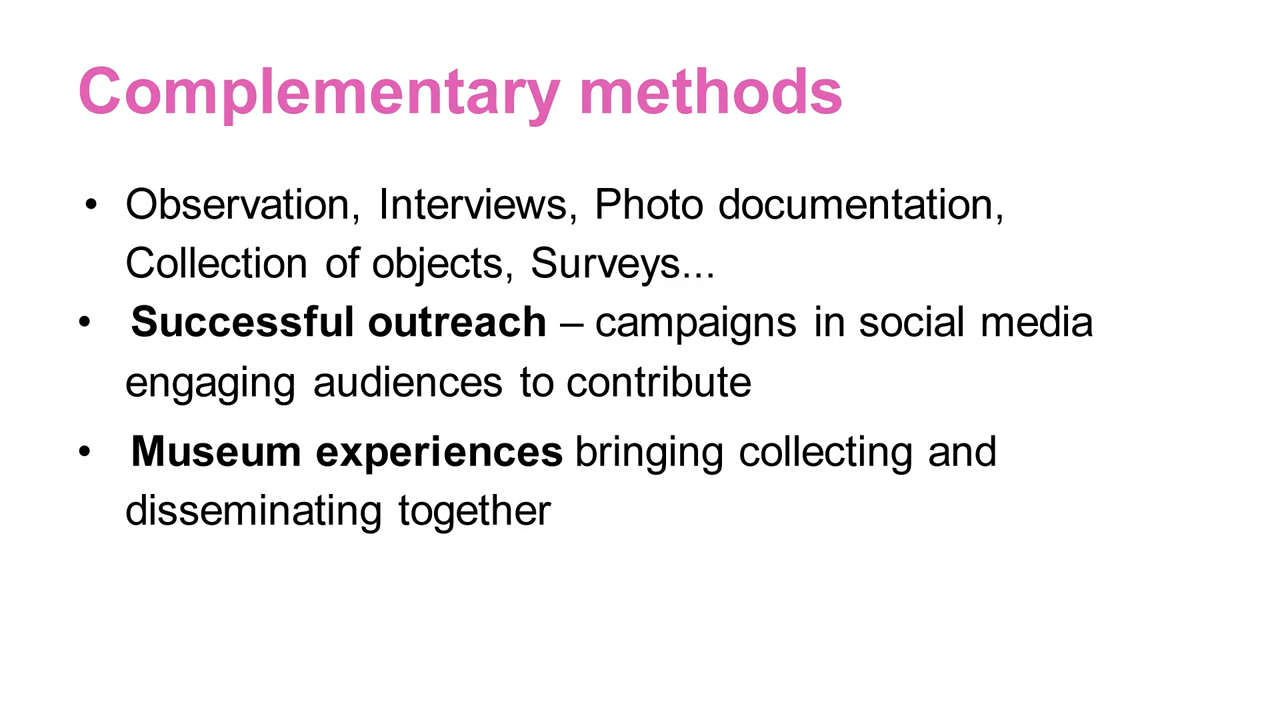 Complementary methods
• Observation, Interviews, Photo documentation,
Collection of objects, Surveys...
• Successful outreach – campaigns in social media
engaging audiences to contribute
• Museum experiences bringing collecting and
disseminating together